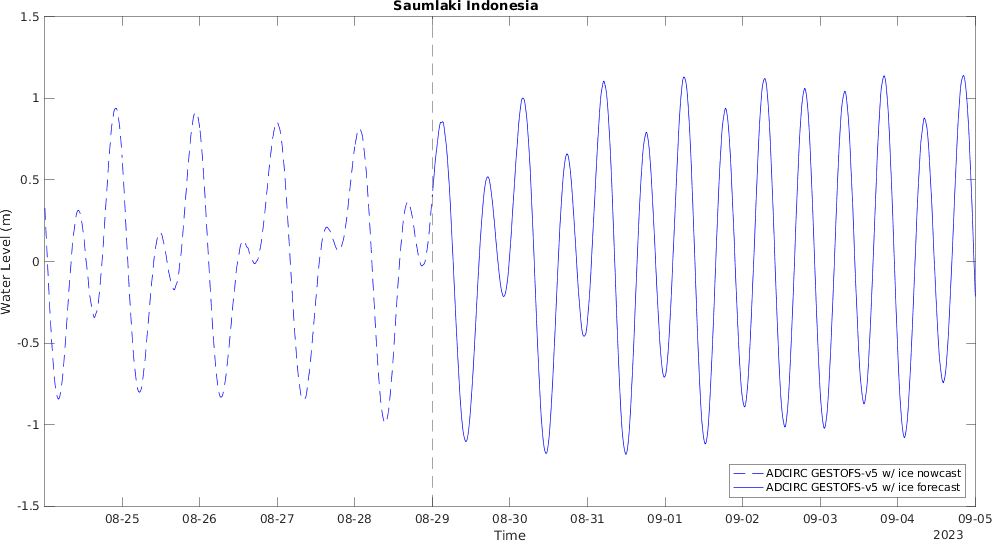 Saumlaki Indonesia
1.5
1
0.5
0
-0.5
-1
-1.5
Water Level (m)
ADCIRC GESTOFS-v5 w/ ice nowcast
ADCIRC GESTOFS-v5 w/ ice forecast
08-25 08-26 08-27 08-28 08-29 08-30 08-31 09-01 09-02 09-03 09-04 09-05
Time
2023